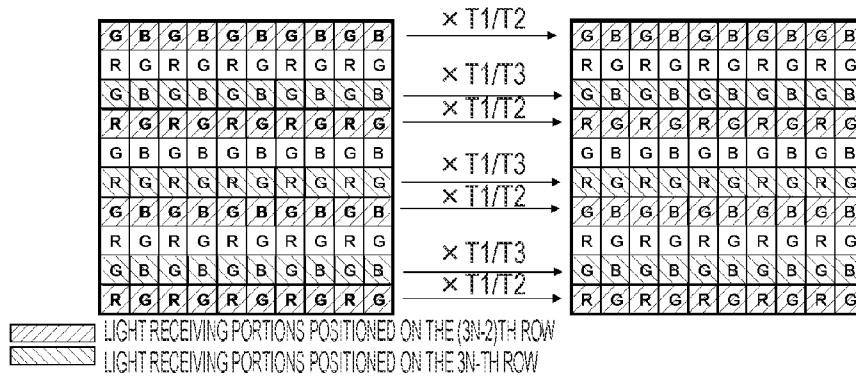 G B G B G B G B G B × T1/T2 G B G B G B G B G B
R G R G R G R G R G R G R G R G R G R G
G B G B G B G B G B × T1/T3 G B G B G B G B G B
R G R G R G R G R G × T1/T2 R G R G R G R G R G
G B G B G B G B G B G B G B G B G B G B
R G R G R G R G R G × T1/T3 R G R G R G R G R G
G B G B G B G B G B × T1/T2 G B G B G B G B G B
R G R G R G R G R G R G R G R G R G R G
G B G B G B G B G B × T1/T3 G B G B G B G B G B
R G R G R G R G R G × T1/T2 R G R G R G R G R G
LIGHT RECEIVING PORTIONS POSITIONED ON THE (3N-2)TH ROW
LIGHT RECEIVING PORTIONS POSITIONED ON THE 3N-TH ROW